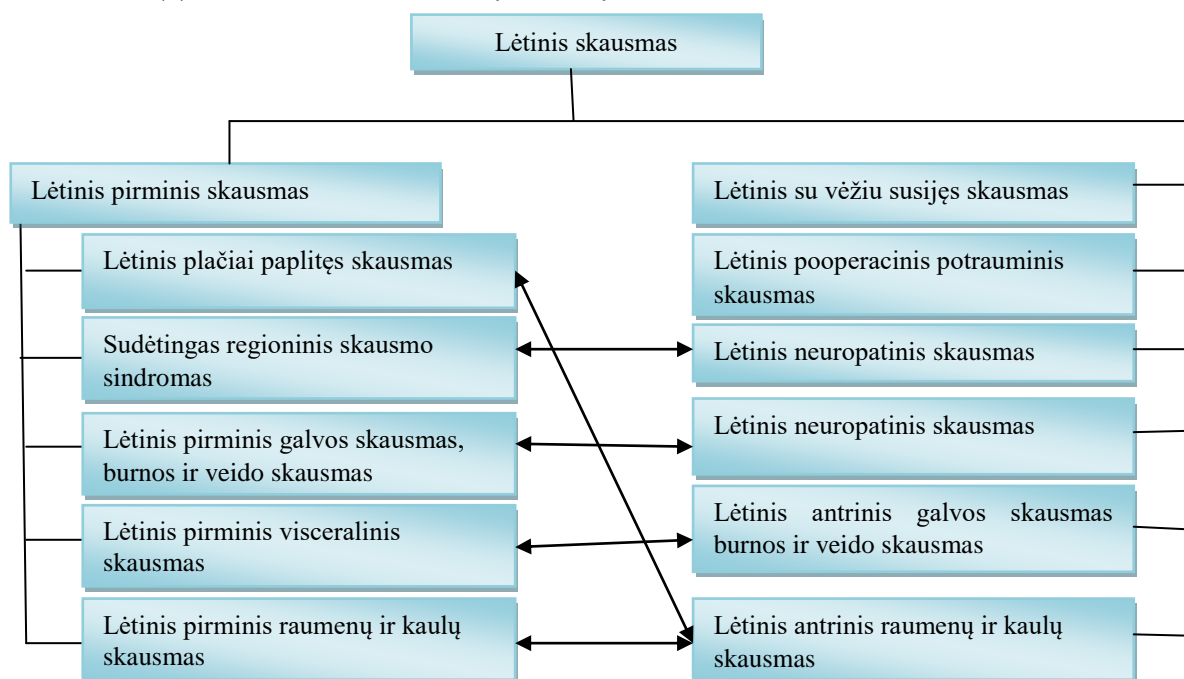 Lėtinis skausmas
Lėtinis pirminis skausmas
Lėtinis plačiai paplitęs skausmas
Sudėtingas regioninis skausmo
sindromas
Lėtinis pirminis galvos skausmas,
burnos ir veido skausmas
Lėtinis pirminis visceralinis
skausmas
Lėtinis pirminis raumenų ir kaulų
skausmas
Lėtinis su vėžiu susijęs skausmas
Lėtinis pooperacinis potrauminis
skausmas
Lėtinis neuropatinis skausmas
Lėtinis neuropatinis skausmas
Lėtinis antrinis galvos skausmas
burnos ir veido skausmas
Lėtinis antrinis raumenų ir kaulų
skausmas